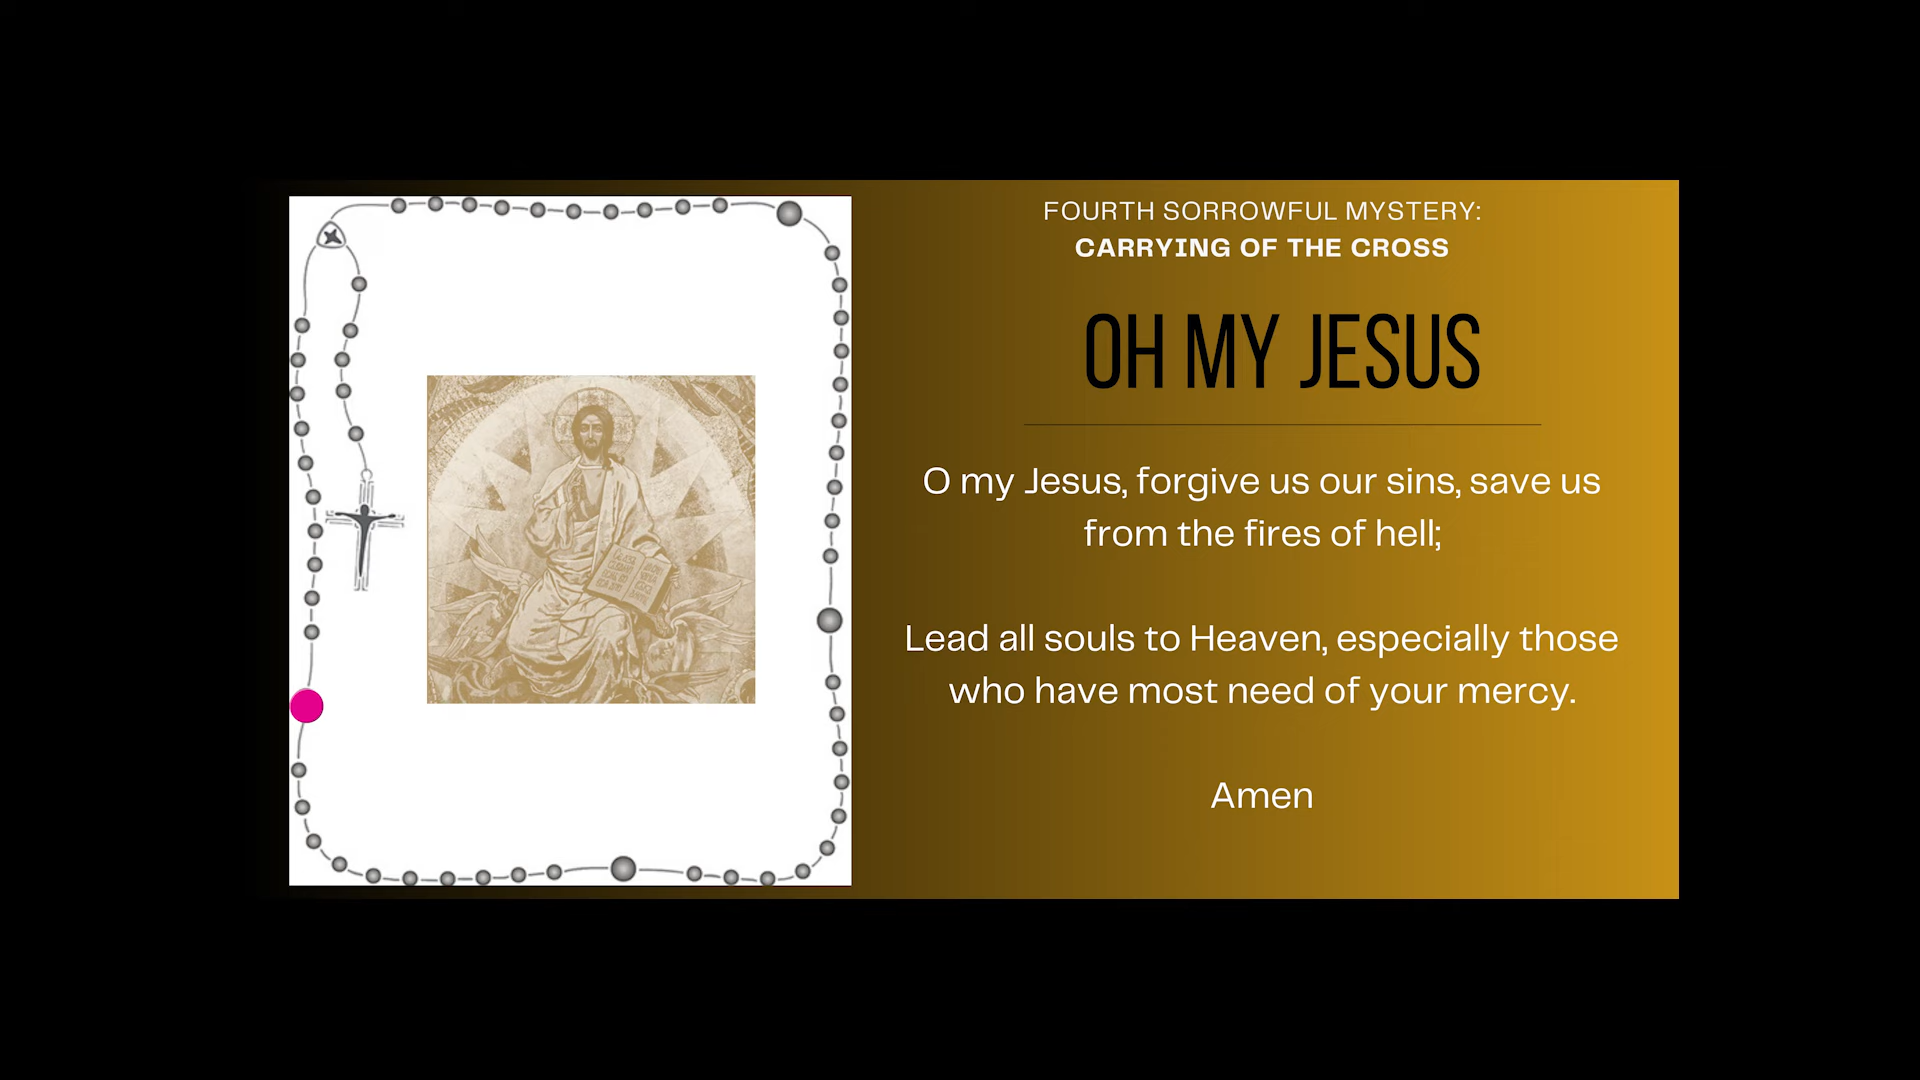 FOURTH SORROWFUL MYSTERY:
CARRYING OF THE CROSS
OH MY JESUS
O my Jesus, forgive us our sins, save us
from the fires of hell;
Lead all souls to Heaven, especially those
who have most need of your mercy.
Amen